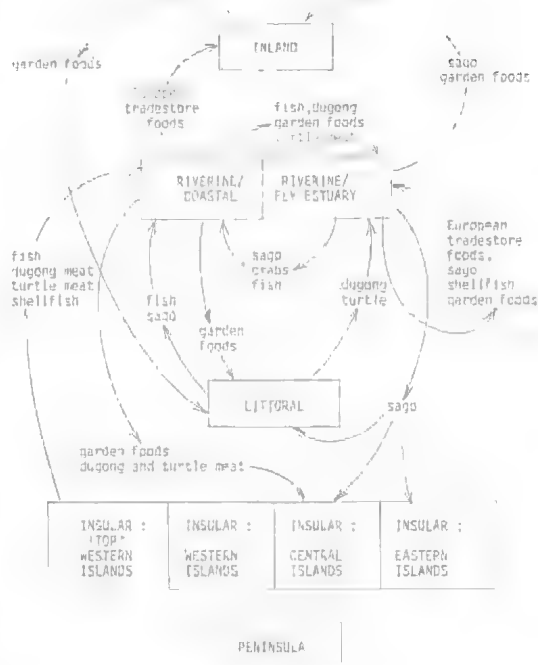 INLAND
garden foods
sago
garden foods
tradestore
foods
fish,dugong
garden foods
RIVERINE/
COASTAL
RIVERINE/
FLY ESTUARY
European
tradestore
foods,
sago
shellfish
garden foods
fish
dugong meat
turtle meat
shellfish
sago
crabs
fish
fish
sago
dugong
turtle
garden
foods
LITTORAL
sago
garden foods
dugong and turtle meat
INSULAR :
"TOP"
WESTERN
ISLANDS
INSULAR :
WESTERN
ISLANDS
INSULAR :
CENTRAL
ISLANDS
INSULAR :
EASTERN
ISLANDS
PENINSULA